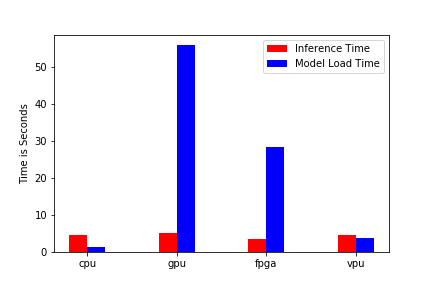 Inference Time
Model Load Time
Time is Seconds
50
40
30
20
10
0
cpu gpu fpga vpu